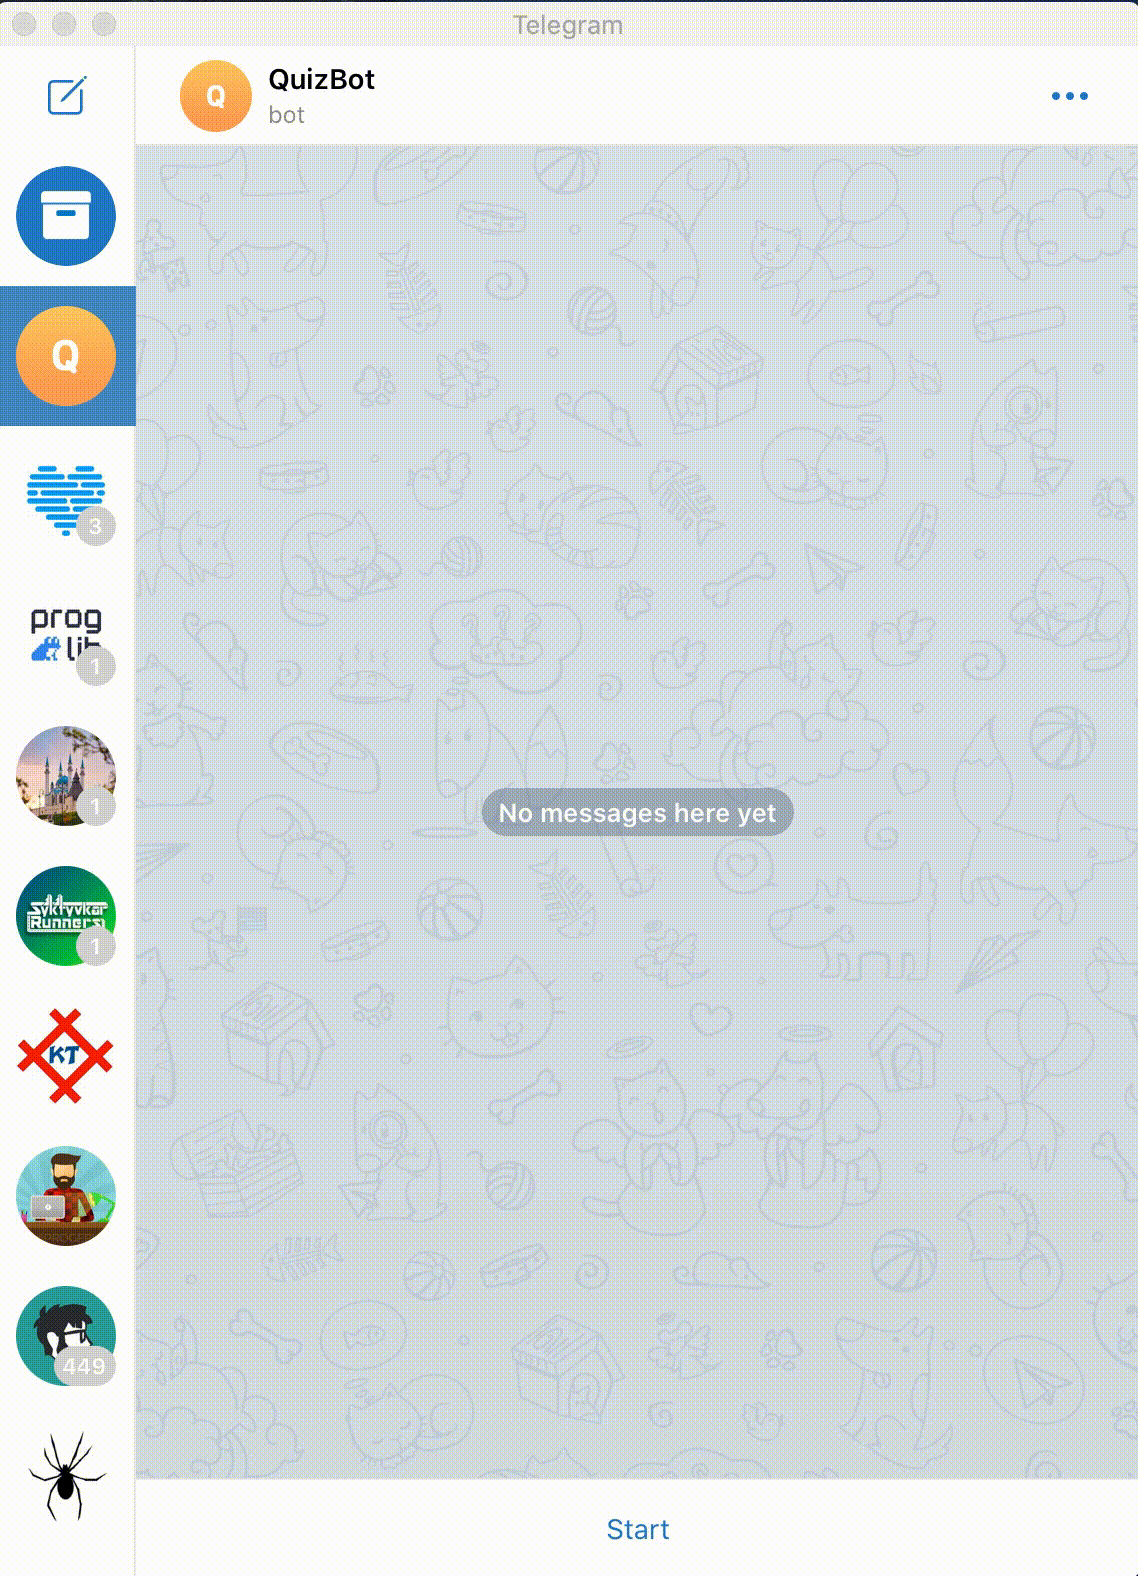 Telegram
Q
QuizBot
bot
Q
3
prog
lib
1
1
Syktyvkar
Runners
1
KT
449
No messages here yet
Start